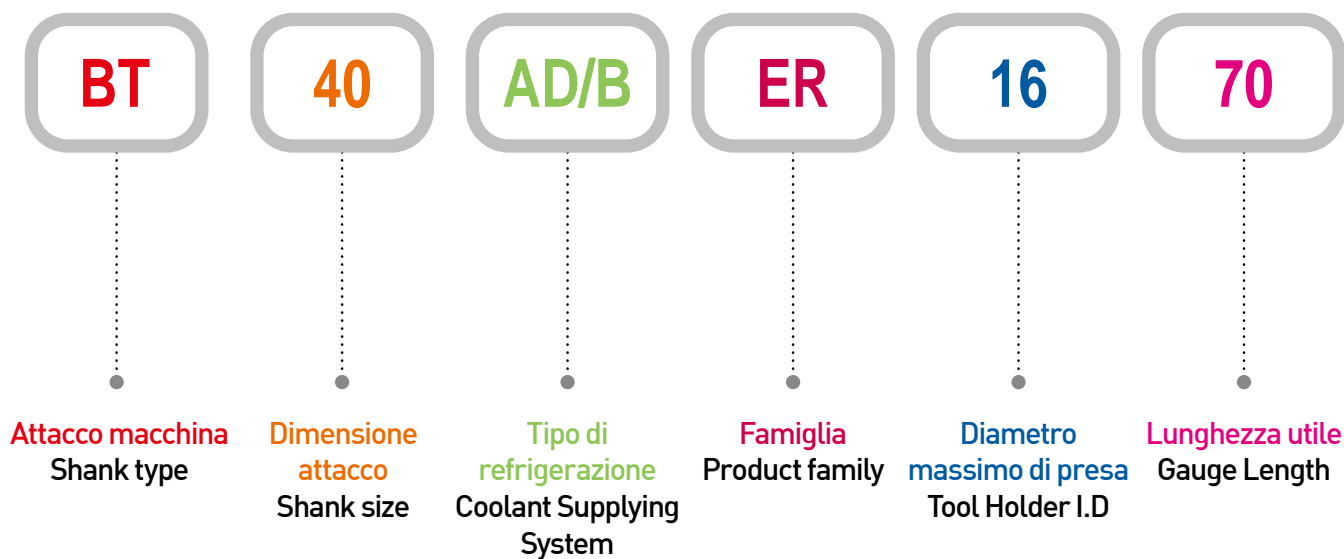 BT
40
AD/B
ER
16
70
Attacco macchina
Shank type
Dimensione
attacco
Shank size
Tipo di
refrigerazione
Coolant Supplying
System
Famiglia
Product family
Diametro
massimo di presa
Tool Holder I.D
Lunghezza utile
Gauge Length